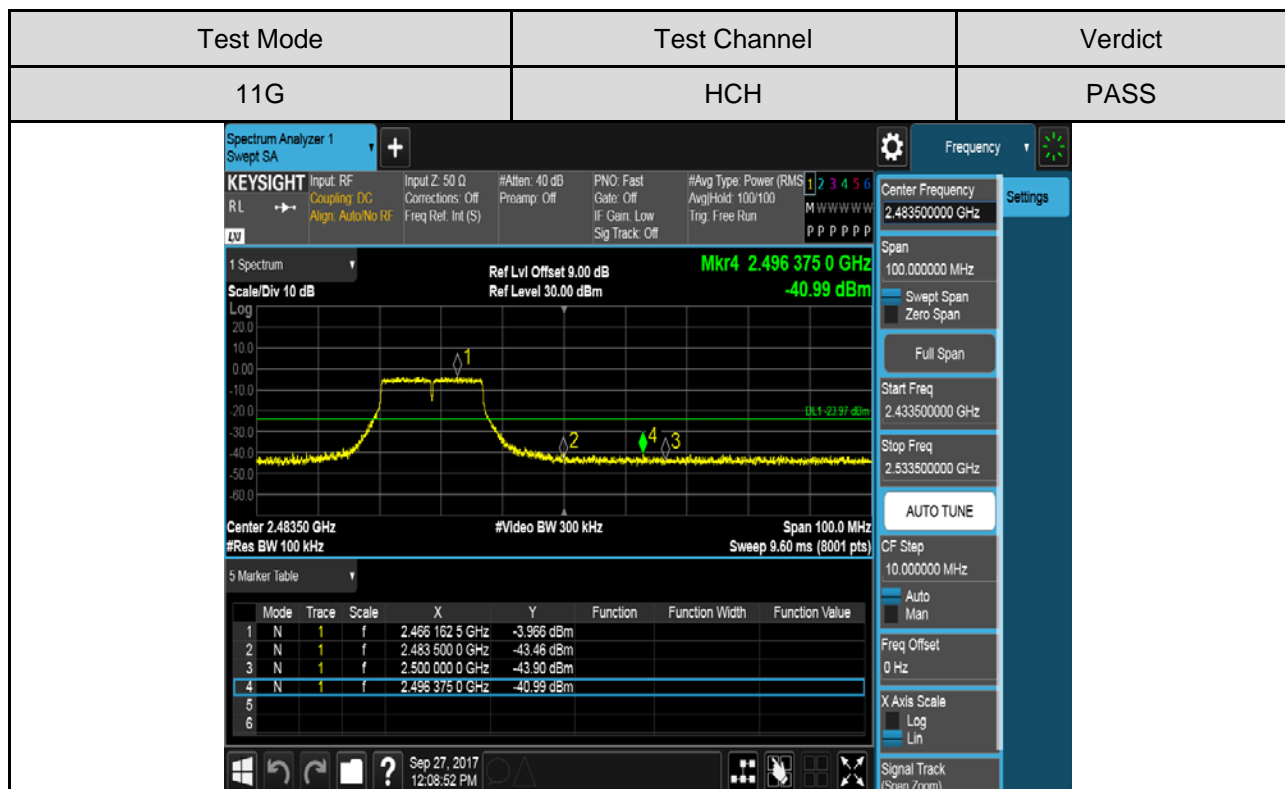 Test Mode Test Channel Verdict
11G HCH PASS
Spectrum Analyzer 1
Swept SA
+
Frequency
KEYSIGHT Input: RF Input Z: 50 Ω #Atten: 40 dB PNO: Fast #Avg Type: Power (RMS 1 2 3 4 5 6
RL Coupling: DC Corrections: Off Preamp: Off Gate: Off Avg|Hold: 100/100 M W W W W W
Align: Auto/No RF Freq Ref: Int (S) IF Gain: Low Trig: Free Run
LXI Sig Track: Off P P P P P P
1 Spectrum
Ref Lvl Offset 9.00 dB Mkr4 2.496 375 0 GHz
Scale/Div 10 dB Ref Level 30.00 dBm -40.99 dBm
Log
20.0
10.0
0.00
-10.0
-20.0
-30.0
-40.0
-50.0
-60.0
1
DL1 -23.97 dBm
2 4 3
Center 2.48350 GHz #Video BW 300 kHz Span 100.0 MHz
#Res BW 100 kHz Sweep 9.60 ms (8001 pts)
5 Marker Table
Mode Trace Scale X Y Function Function Width Function Value
1 N 1 f 2.466 162 5 GHz -3.966 dBm
2 N 1 f 2.483 500 0 GHz -43.46 dBm
3 N 1 f 2.500 000 0 GHz -43.90 dBm
4 N 1 f 2.496 375 0 GHz -40.99 dBm
5
6
?
Sep 27, 2017
12:08:52 PM
Center Frequency
2.483500000 GHz
Settings
Span
100.000000 MHz
Swept Span
Zero Span
Full Span
Start Freq
2.433500000 GHz
Stop Freq
2.533500000 GHz
AUTO TUNE
CF Step
10.000000 MHz
Auto
Man
Freq Offset
0 Hz
X Axis Scale
Log
Lin
Signal Track
(Span Zoom)